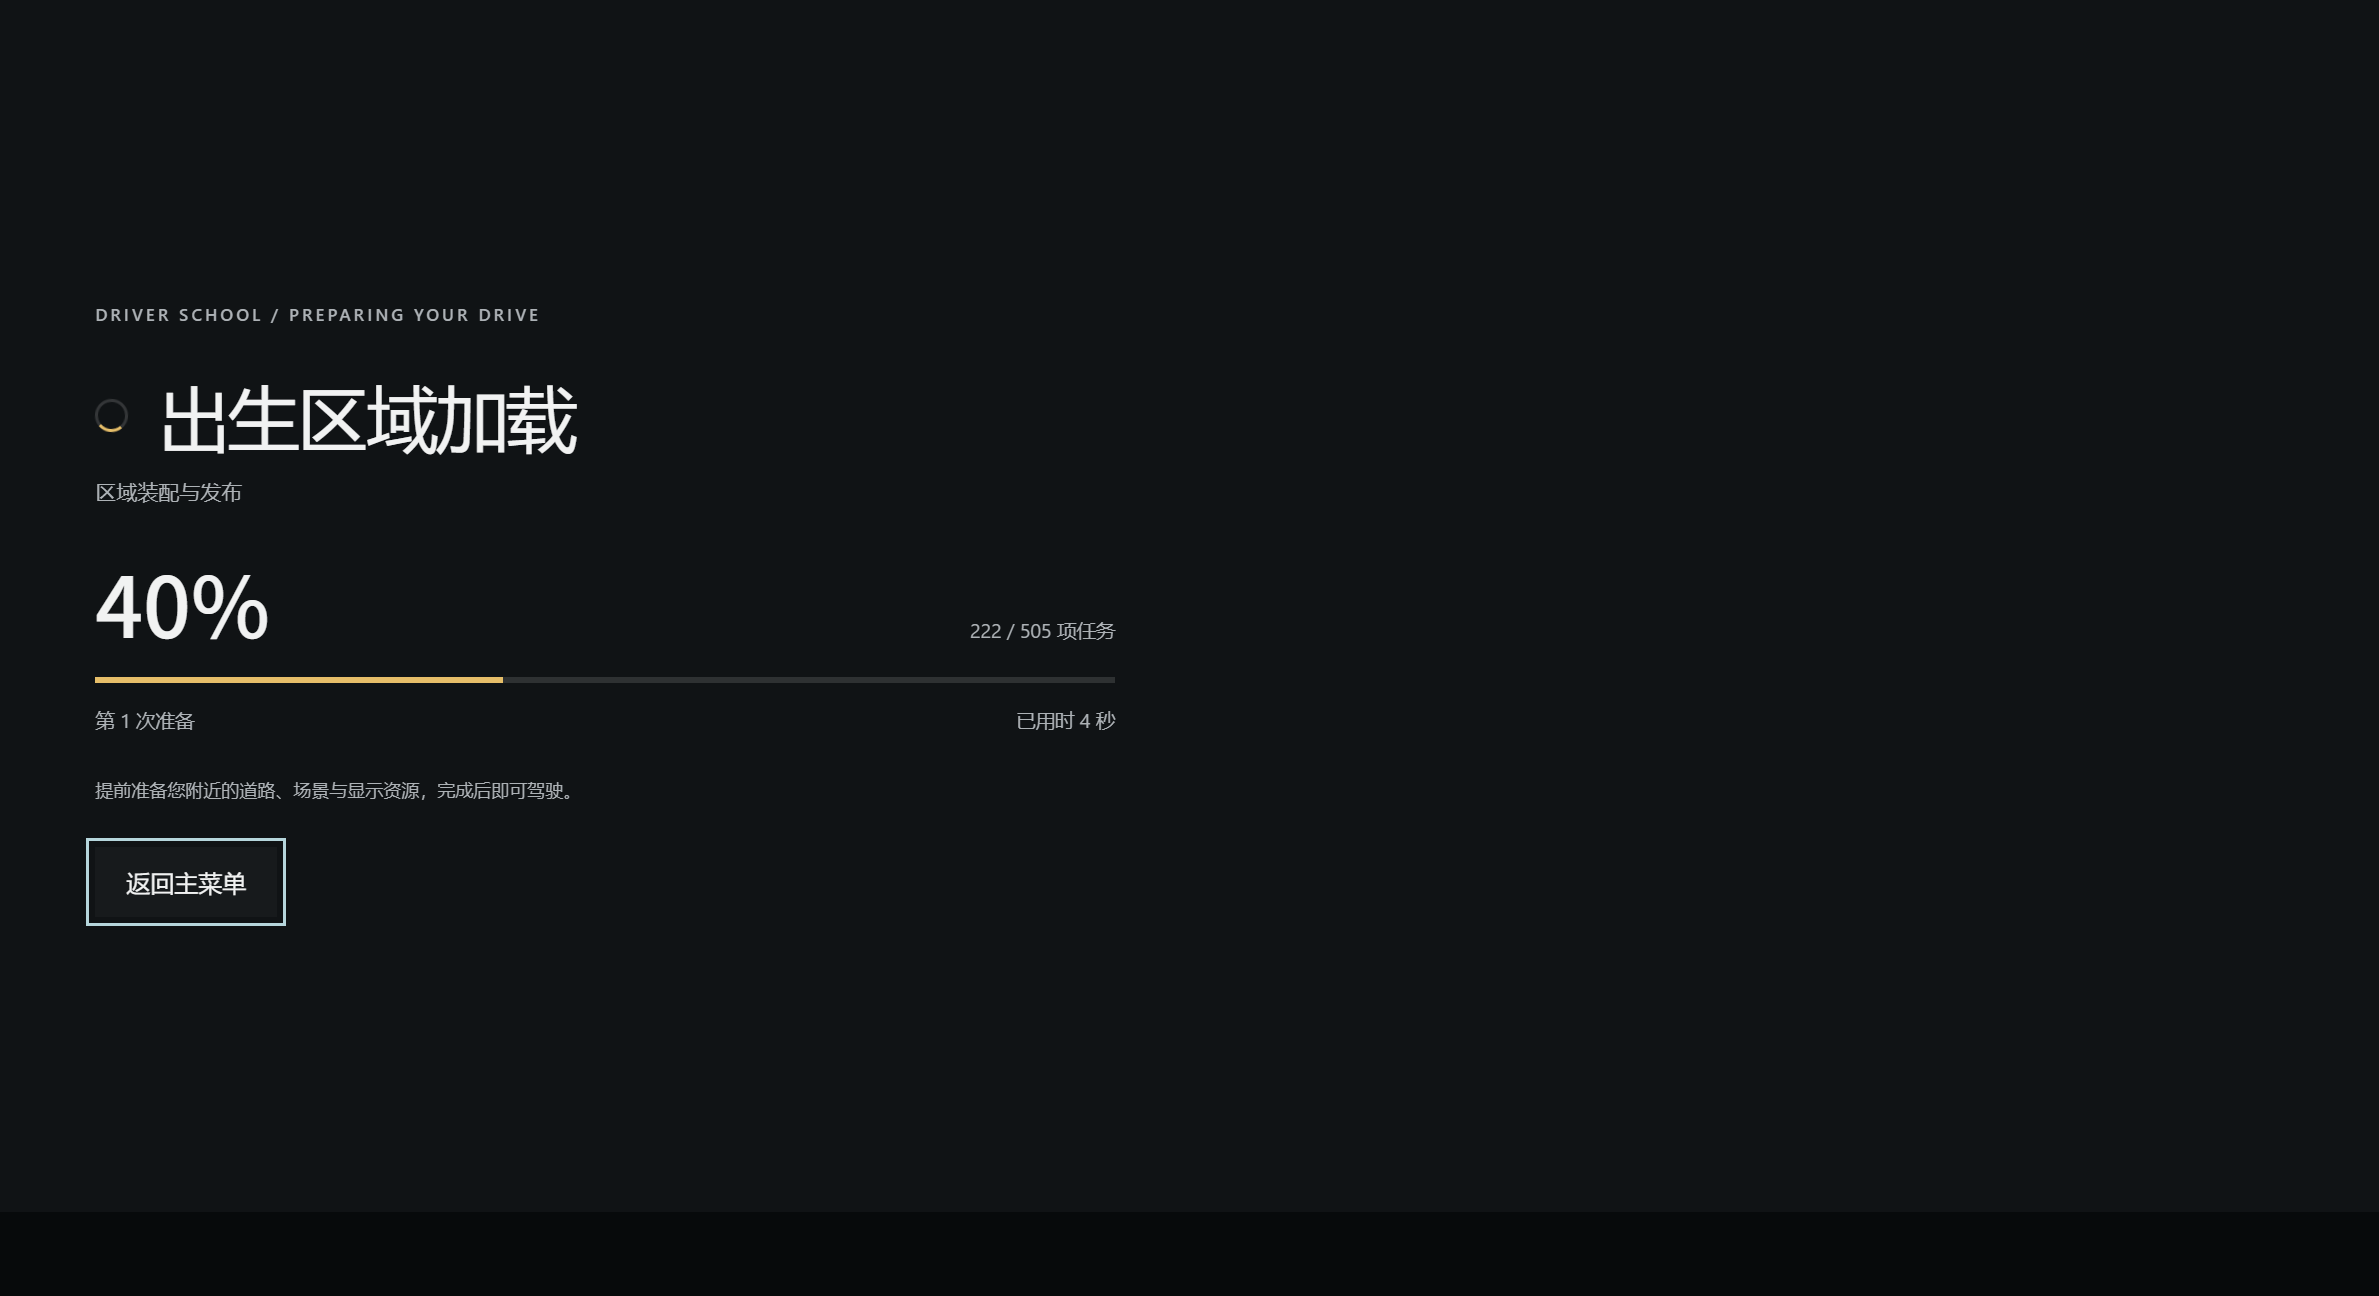 DRIVER SCHOOL / PREPARING YOUR DRIVE
出生区域加载
区域装配与发布
40%
222 / 505 项任务
第 1 次准备
已用时 4 秒
提前准备您附近的道路、场景与显示资源，完成后即可驾驶。
返回主菜单